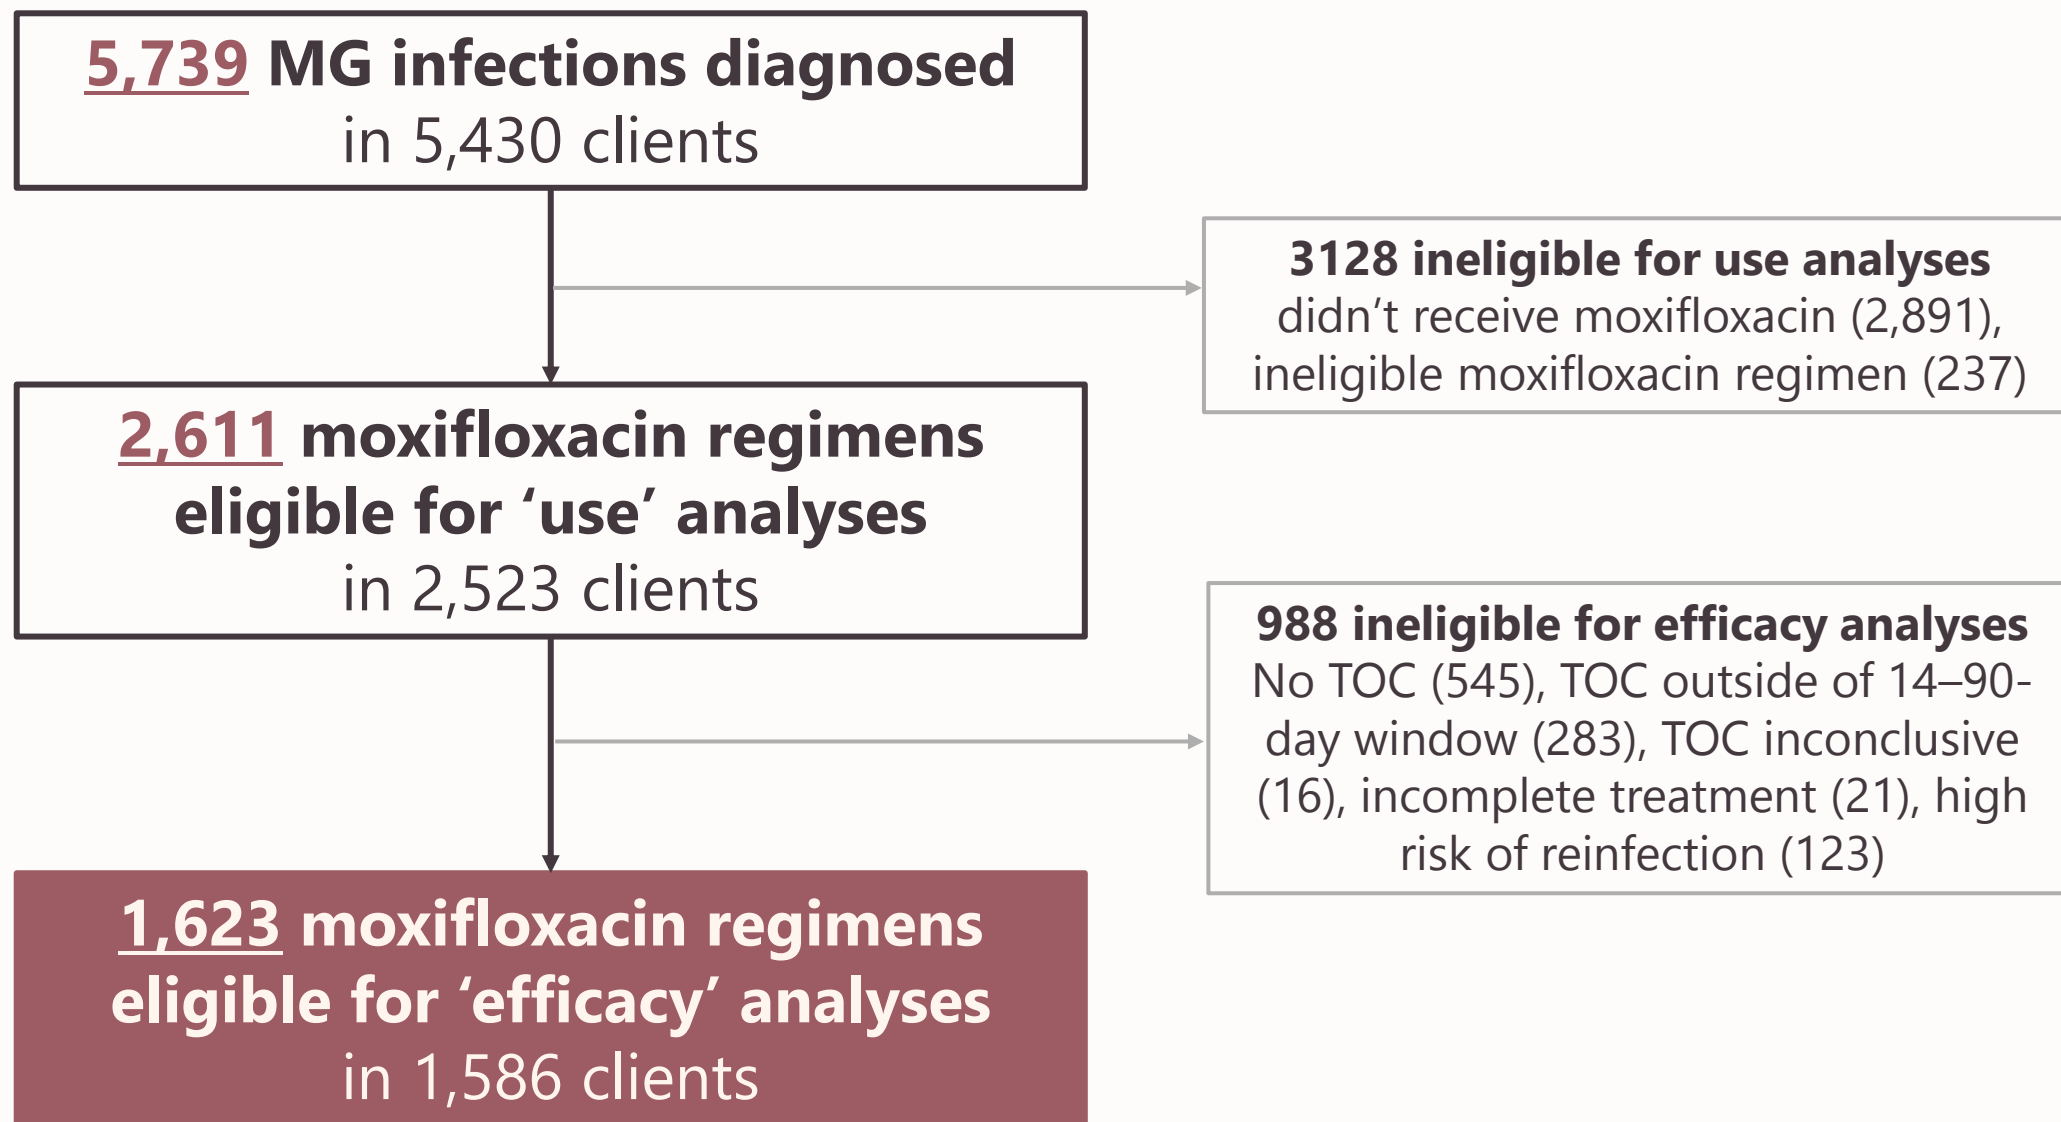 5,739 MG infections diagnosed
in 5,430 clients
3128 ineligible for use analyses
didn’t receive moxifloxacin (2,891),
ineligible moxifloxacin regimen (237)
2,611 moxifloxacin regimens
eligible for ‘use’ analyses
in 2,523 clients
988 ineligible for efficacy analyses
No TOC (545), TOC outside of 14–90-
day window (283), TOC inconclusive
(16), incomplete treatment (21), high
risk of reinfection (123)
1,623 moxifloxacin regimens
eligible for ‘efficacy’ analyses
in 1,586 clients